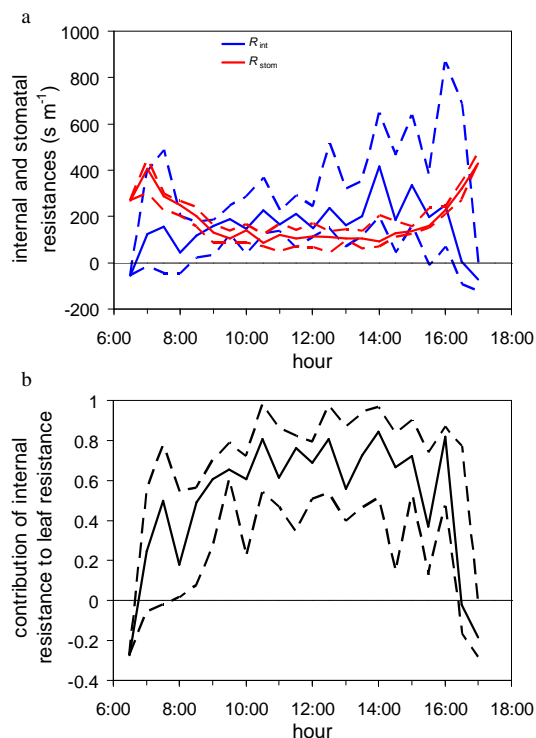 a
internal and stomatal
resistances (s m-1)
1000
800
600
400
200
0
-200
R int
R stom
6:00 8:00 10:00 12:00 14:00 16:00 18:00
hour
b
contribution of internal
resistance to leaf resistance
1
0.8
0.6
0.4
0.2
0
-0.2
-0.4
6:00 8:00 10:00 12:00 14:00 16:00 18:00
hour